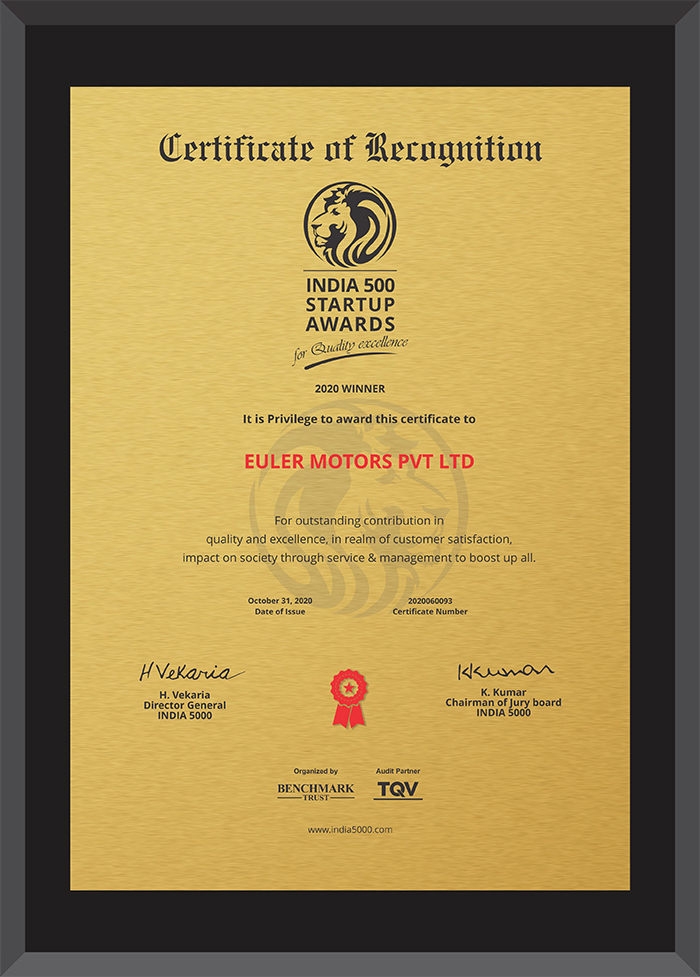 Certificate of Recognition
INDIA 500
STARTUP
AWARDS
for Quality excellence
2020 WINNER
It is Privilege to award this certificate to
EULER MOTORS PVT LTD
For outstanding contribution in
quality and excellence, in realm of customer satisfaction,
impact on society through service & management to boost up all.
October 31, 2020
Date of Issue
2020060093
Certificate Number
H Vekaria
H. Vekaria
Director General
INDIA 5000
KKumar
K. Kumar
Chairman of Jury board
INDIA 5000
Organized by
BENCHMARK
TRUST
Audit Partner
TQV
www.india5000.com